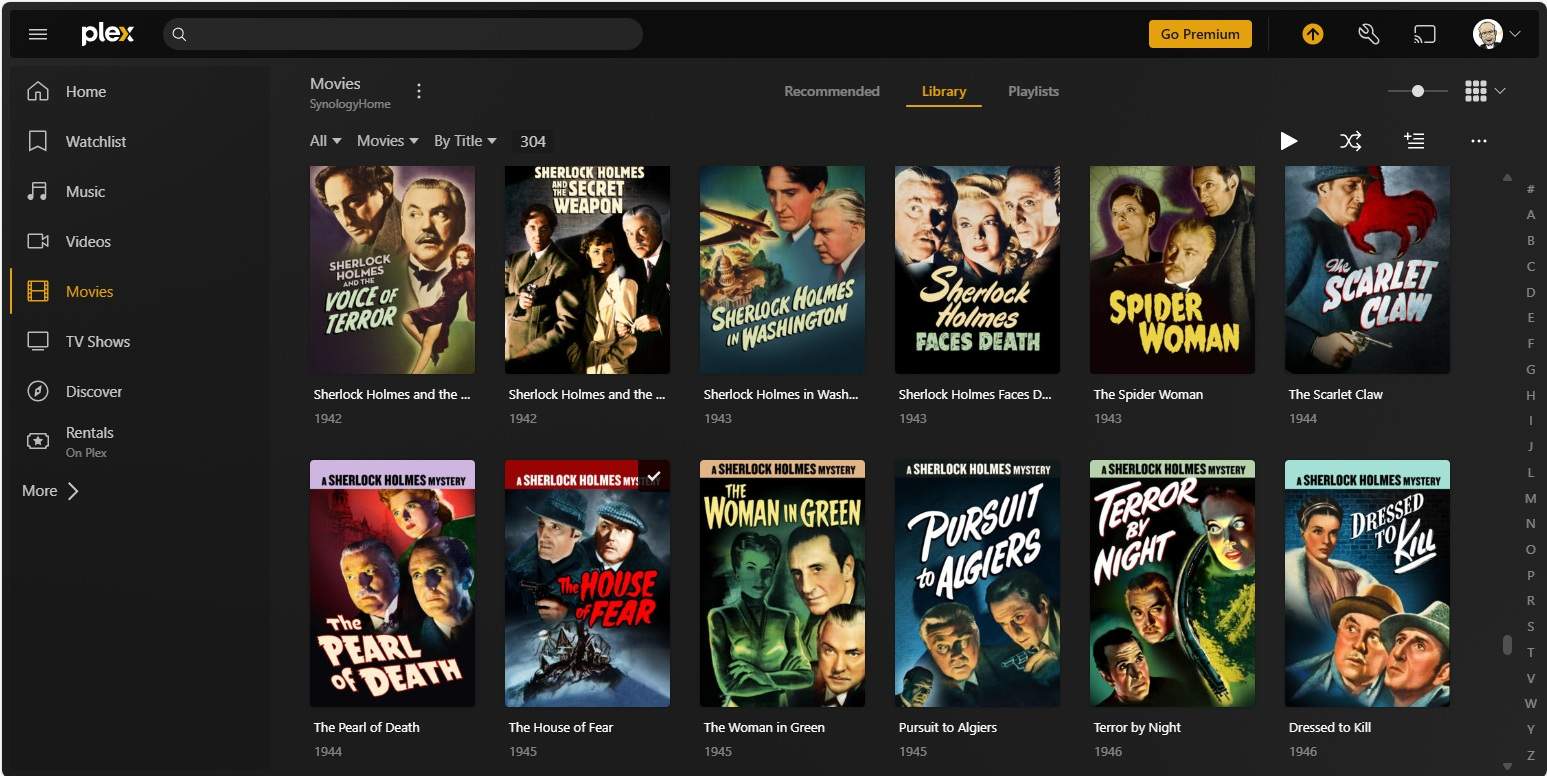 plex
Go Premium
Home
Watchlist
Music
Videos
Movies
TV Shows
Discover
Rentals
On Plex
More
Movies
SynologyHome
Recommended
Library
Playlists
All
Movies
By Title
304
SHERLOCK
HOLMES
AND THE
VOICE OF
TERROR
Sherlock Holmes and the ...
1942
SHERLOCK HOLMES
AND THE SECRET
WEAPON
Sherlock Holmes and the ...
1942
SHERLOCK HOLMES
IN WASHINGTON
Sherlock Holmes in Wash...
1943
Sherlock
Holmes
FACES DEATH
Sherlock Holmes Faces D...
1943
SPIDER
WOMAN
The Spider Woman
1943
The
SCARLET
CLAW
The Scarlet Claw
1944
A SHERLOCK HOLMES MYSTERY
The
PEARL
OF DEATH
The Pearl of Death
1944
A SHERLOCK HOLMES MYS
The HOUSE
OF FEAR
The House of Fear
1945
A SHERLOCK HOLMES MYSTERY
THE
WOMAN IN GREEN
The Woman in Green
1945
A SHERLOCK HOLMES MYSTERY
PURSUIT
TO ALGIERS
Pursuit to Algiers
1945
A SHERLOCK HOLMES MYSTERY
TERROR
BY
NIGHT
Terror by Night
1946
A SHERLOCK HOLMES MYSTERY
DRESSED
TO KILL
Dressed to Kill
1946
#
A
B
C
D
E
F
G
H
I
J
L
M
N
O
P
R
S
T
V
W
Y
Z